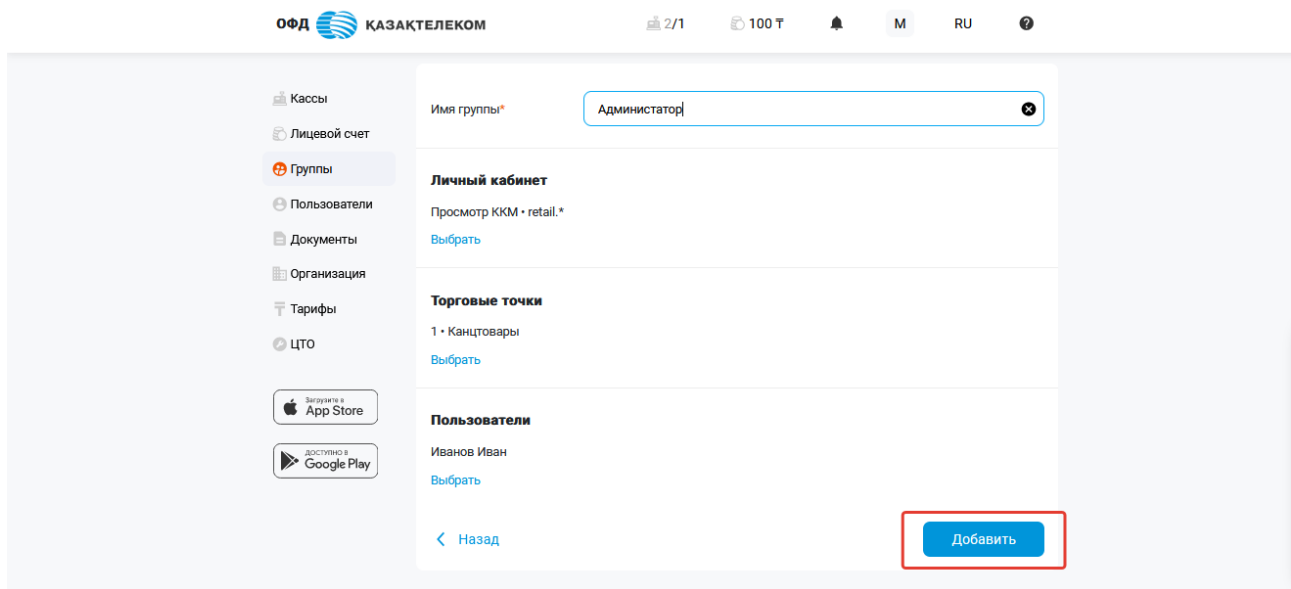 ОФД ҚАЗАҚТЕЛЕКОМ 2/1 100 ₸ M RU
Кассы
Лицевой счет
Группы
Пользователи
Документы
Организация
Тарифы
ЦТО
Загрузите в
App Store
ДОСТУПНО В
Google Play
Имя группы* Администатор
Личный кабинет
Просмотр ККМ • retail.*
Выбрать
Торговые точки
1 • Канцтовары
Выбрать
Пользователи
Иванов Иван
Выбрать
Назад Добавить